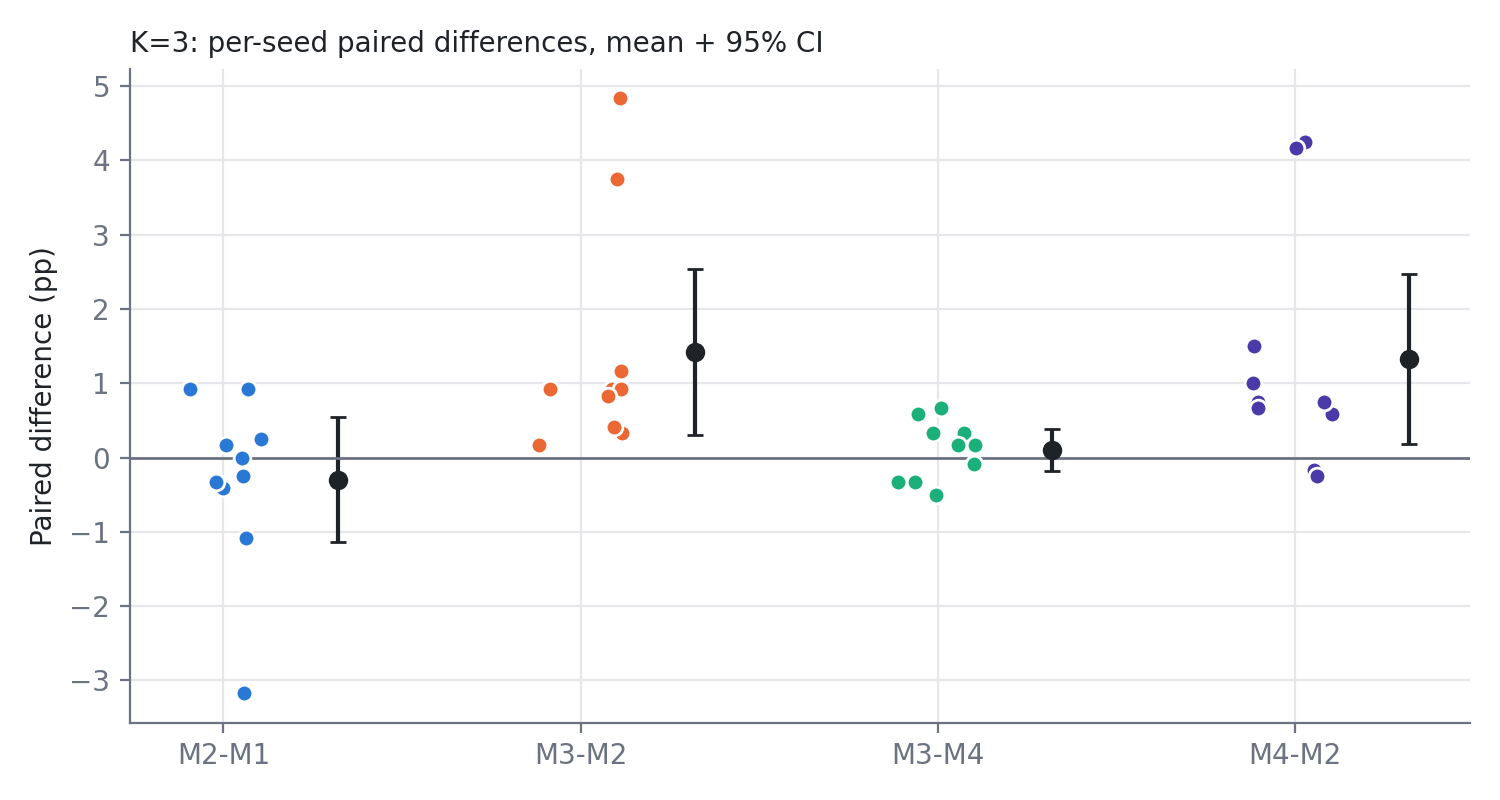 K=3: per-seed paired differences, mean + 95% CI
Paired difference (pp)
5
4
3
2
1
0
−1
−2
−3
M2-M1
M3-M2
M3-M4
M4-M2